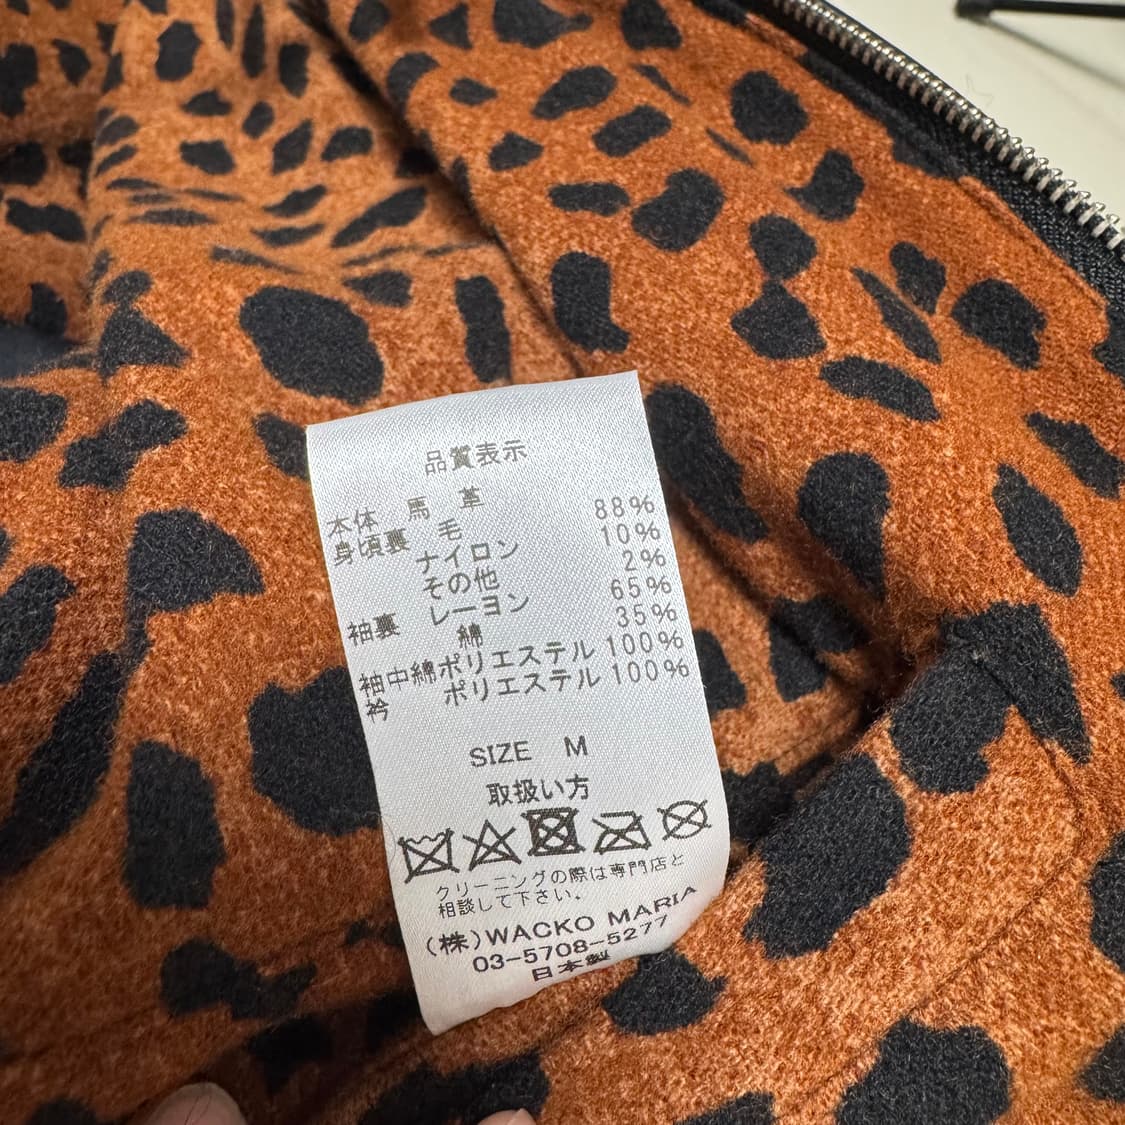 品質表示
本体 馬 革
身頃裏 毛 88%
ナイロン 10%
その他 2%
袖裏 レーヨン 65%
綿 35%
袖中綿ポリエステル 100%
衿 ポリエステル 100%
SIZE M
取扱い方
クリーニングの際は専門店と
相談して下さい。
(株)WACKO MARIA
03-5708-5277
日本製